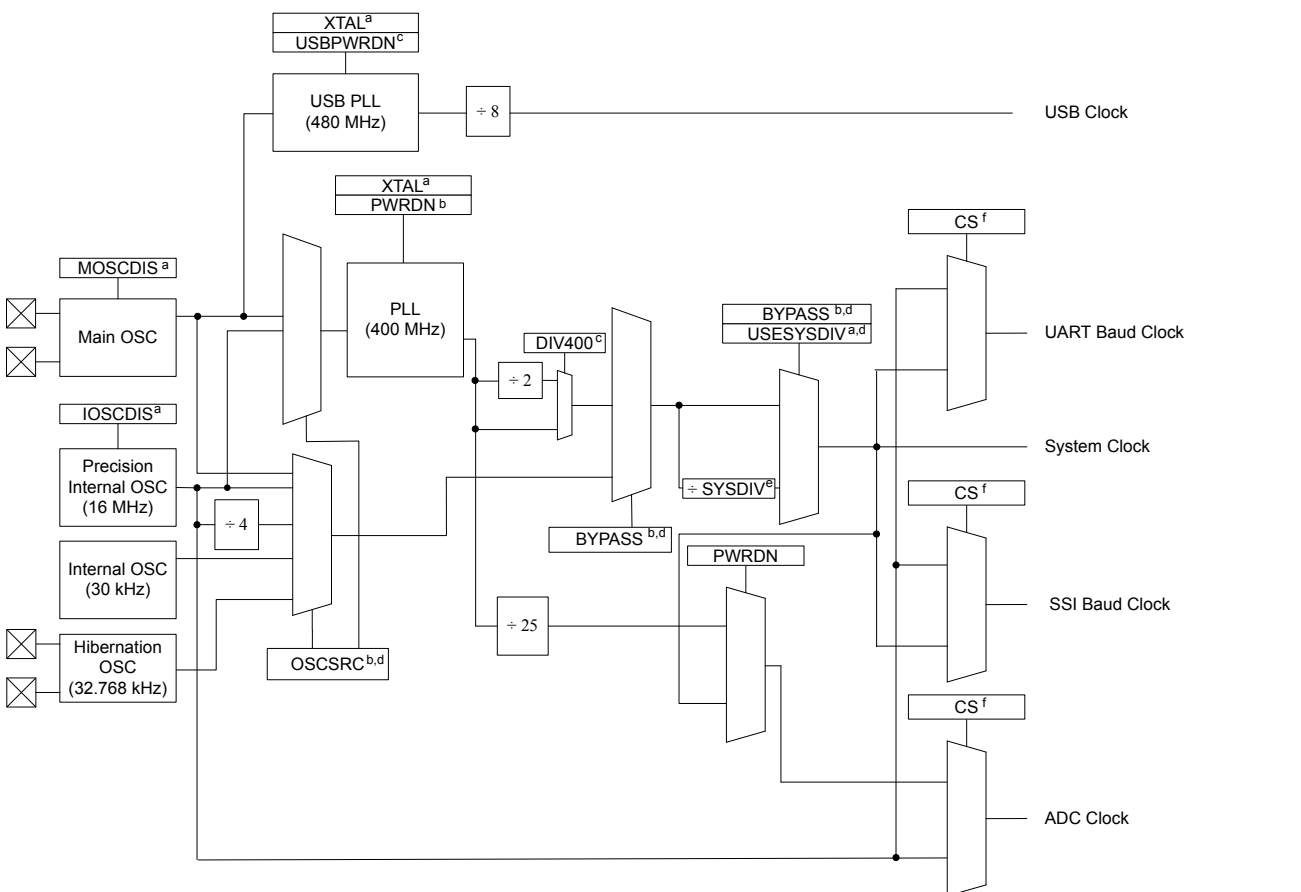 XTALᵃ
USBPWRDNᶜ
USB PLL
(480 MHz)
÷ 8
USB Clock
XTALᵃ
PWRDN ᵇ
CS ᶠ
MOSCDIS ᵃ
PLL
(400 MHz)
BYPASS ᵇ,ᵈ
USESYSDIVᵃ,ᵈ
Main OSC
DIV400ᶜ
UART Baud Clock
÷ 2
IOSCDISᵃ
Precision
Internal OSC
(16 MHz)
System Clock
÷ SYSDIVᵉ
CS ᶠ
÷ 4
BYPASS ᵇ,ᵈ
PWRDN
Internal OSC
(30 kHz)
SSI Baud Clock
÷ 25
Hibernation
OSC
(32.768 kHz)
OSCSRCᵇ,ᵈ
CS ᶠ
ADC Clock